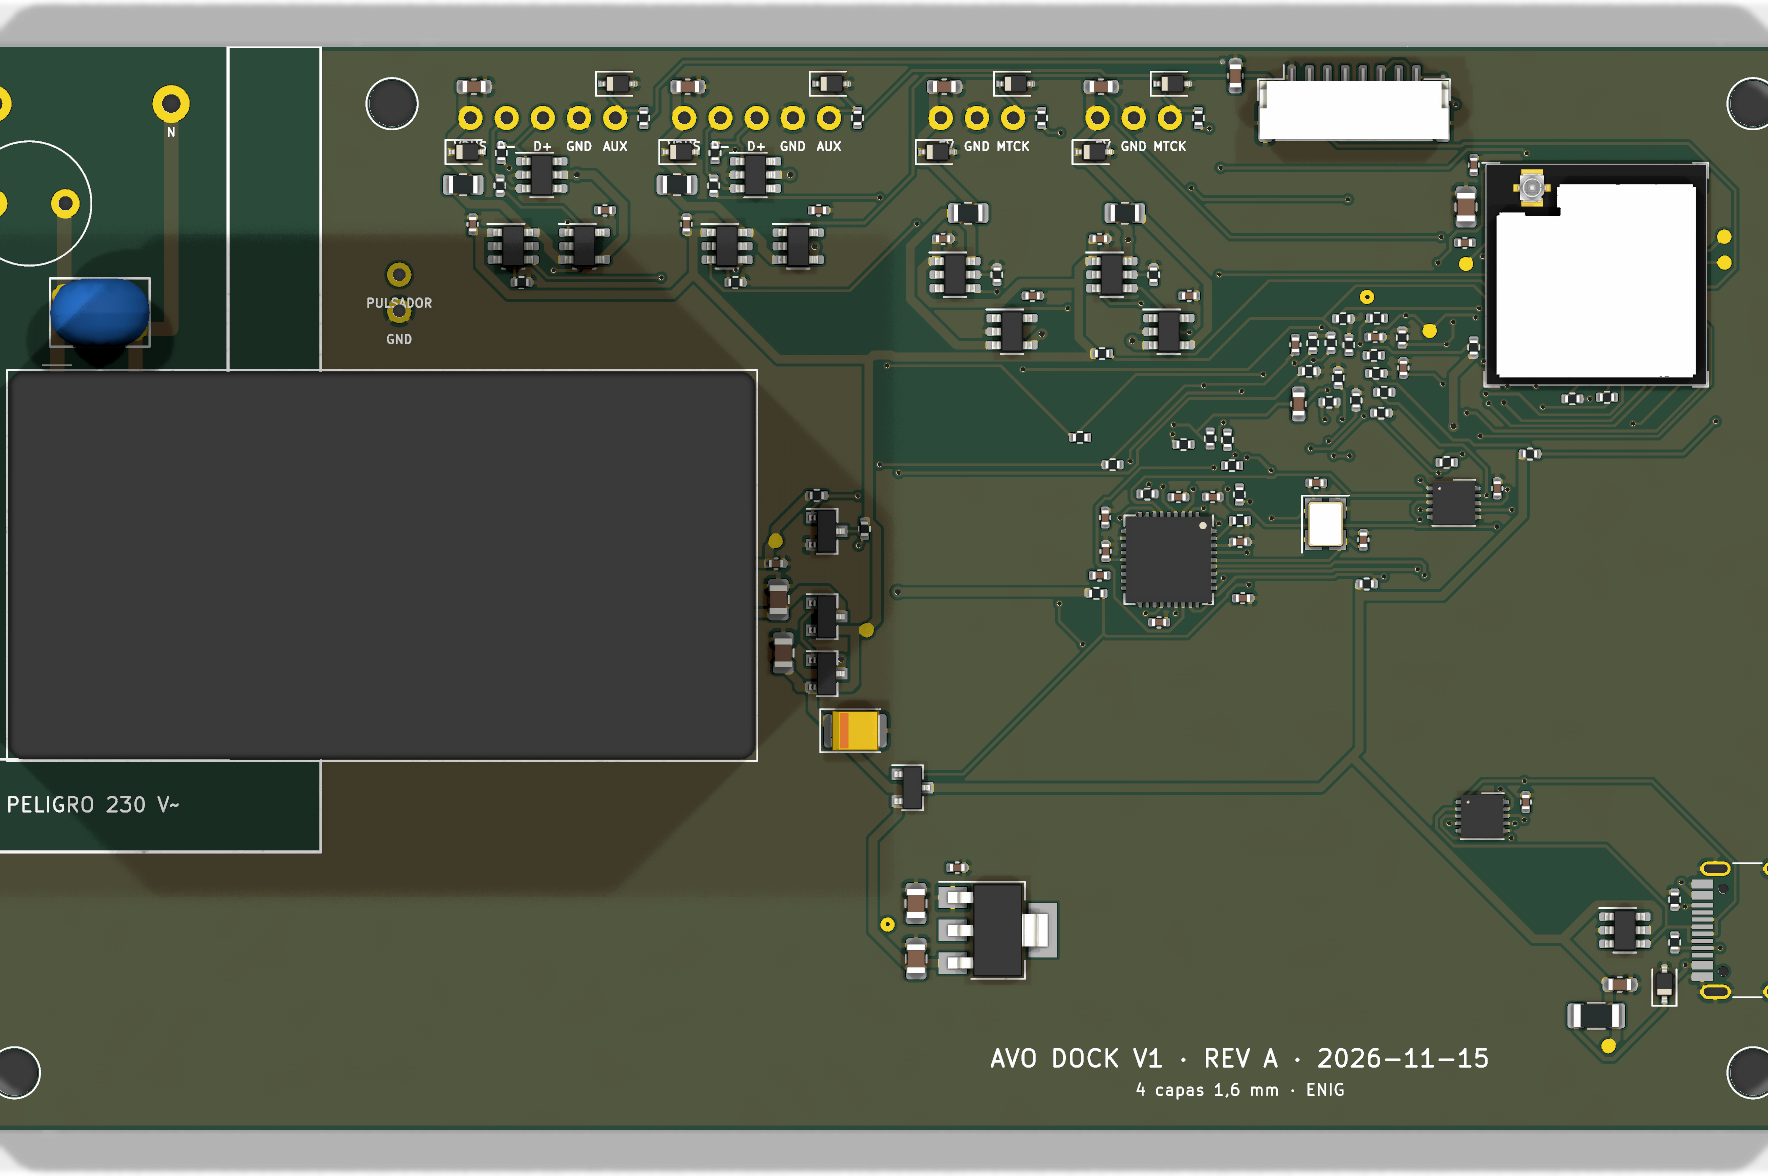 N
D+ GND AUX
D+ GND AUX
GND MTCK
GND MTCK
PULSADOR
GND
PELIGRO 230 V~
AVO DOCK V1 · REV A · 2026-11-15
4 capas 1,6 mm · ENIG